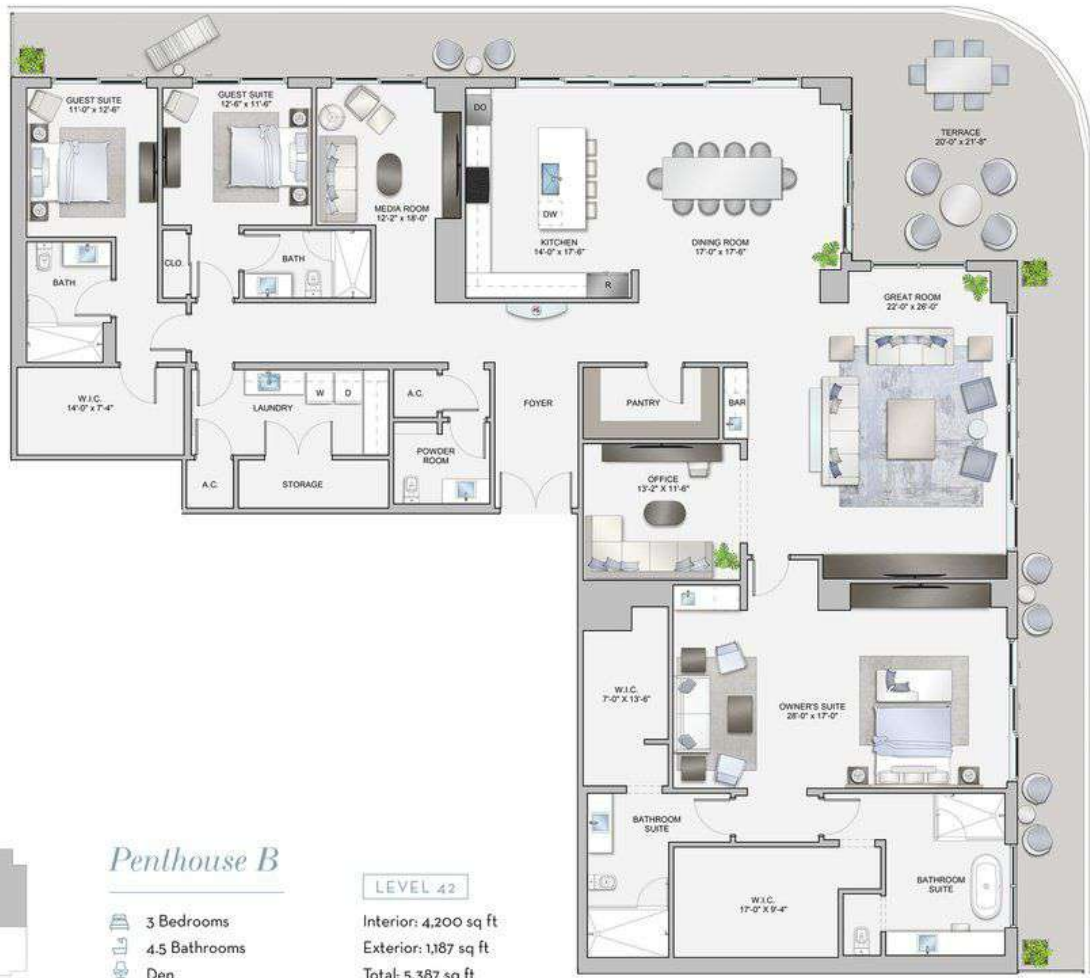 GUEST SUITE
11'-0" x 12'-6"
GUEST SUITE
12'-6" x 11'-6"
MEDIA ROOM
12'-2" x 18'-0"
DO
DW
KITCHEN
14'-0" x 17'-6"
R
DINING ROOM
17'-0" x 17'-6"
TERRACE
20'-0" x 21'-8"
GREAT ROOM
22'-0" x 26'-0"
BATH
CLO.
BATH
W.I.C.
14'-0" x 7'-4"
LAUNDRY
W
D
A.C.
FOYER
PANTRY
BAR
POWDER
ROOM
A.C.
STORAGE
OFFICE
13'-2" X 11'-6"
W.I.C.
7'-0" X 13'-6"
OWNER'S SUITE
28'-0" x 17'-0"
BATHROOM
SUITE
W.I.C.
17'-0" X 9'-4"
BATHROOM
SUITE
Penthouse B
3 Bedrooms
4.5 Bathrooms
Den
LEVEL 42
Interior: 4,200 sq ft
Exterior: 1,187 sq ft
Total: 5,387 sq ft